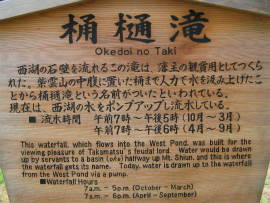 桶樋滝
Okedoi no Taki
西湖の石壁を流れるこの滝は、藩主の観賞用としてつくら
れた。紫雲山の中腹に置いた桶まで人力で水を汲み上げたこ
とから桶樋滝という名前がついたといわれている。
現在は、西湖の水をポンプアップし流水している。
■ 流水時間 午前7時～午後5時(10月～3月)
午前7時～午後6時(4月～9月)
This waterfall, which flows into the West Pond, was built for the
viewing pleasure of Takamatsu's feudal lord. Water would be drawn
up by servants to a basin (oke) halfway up Mt. Shiun, and this is where
the waterfall gets its name. Today, water is drawn up to the waterfall
from the West Pond via a pump.
■Waterfall Hours
7a.m. - 5p.m. (October - March)
7a.m. - 6p.m. (April - September)